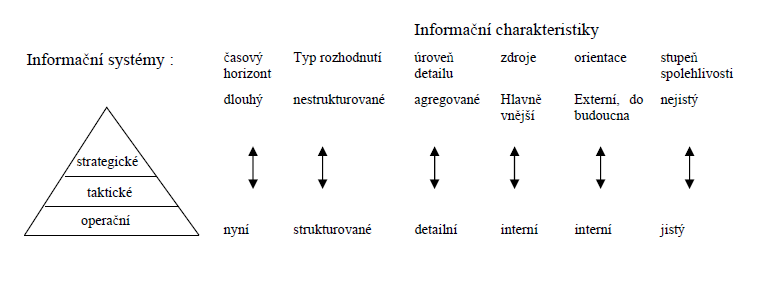 Informační charakteristiky
Informační systémy :
časový horizont
Typ rozhodnutí
úroveň detailu
zdroje
orientace
stupeň spolehlivosti
dlouhý
nestrukturované
agregované
Hlavně vnější
Externí, do budoucna
nejistý
strategické
taktické
operační
nyní
strukturované
detailní
interní
interní
jistý